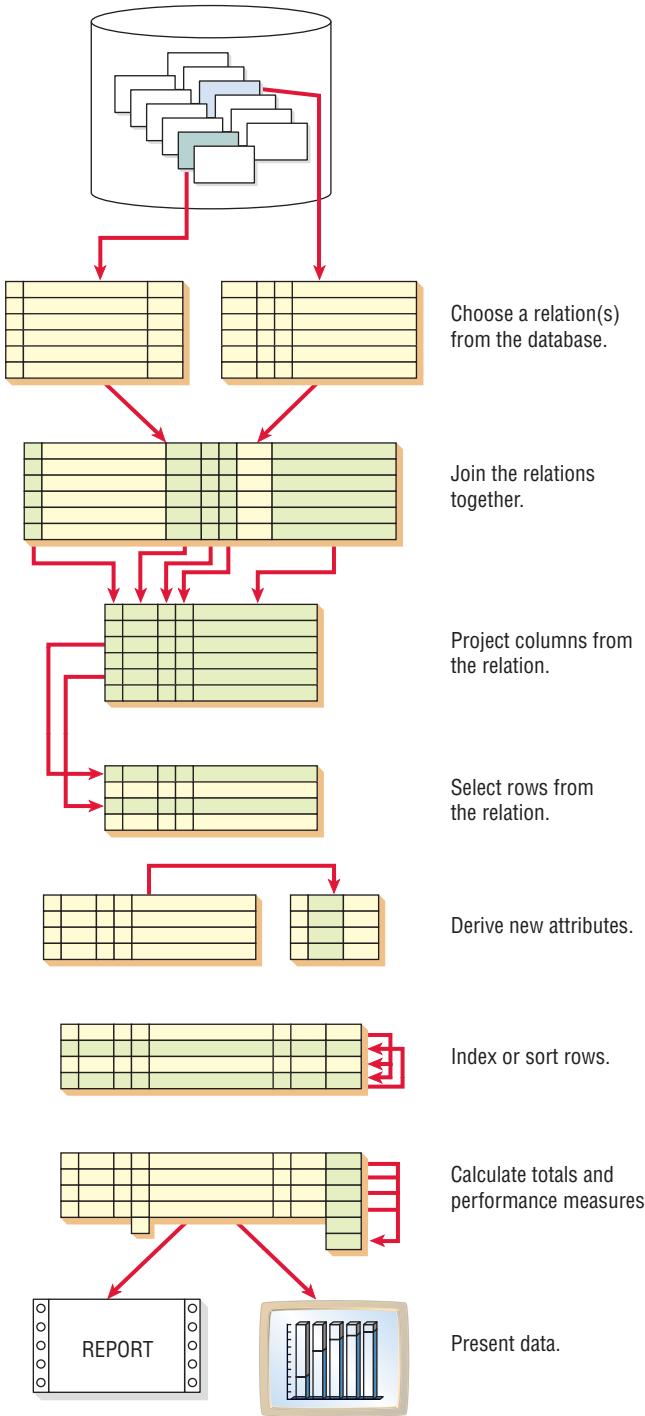 Choose a relation(s)
from the database.
Join the relations
together.
Project columns from
the relation.
Select rows from
the relation.
Derive new attributes.
Index or sort rows.
Calculate totals and
performance measures
REPORT
Present data.